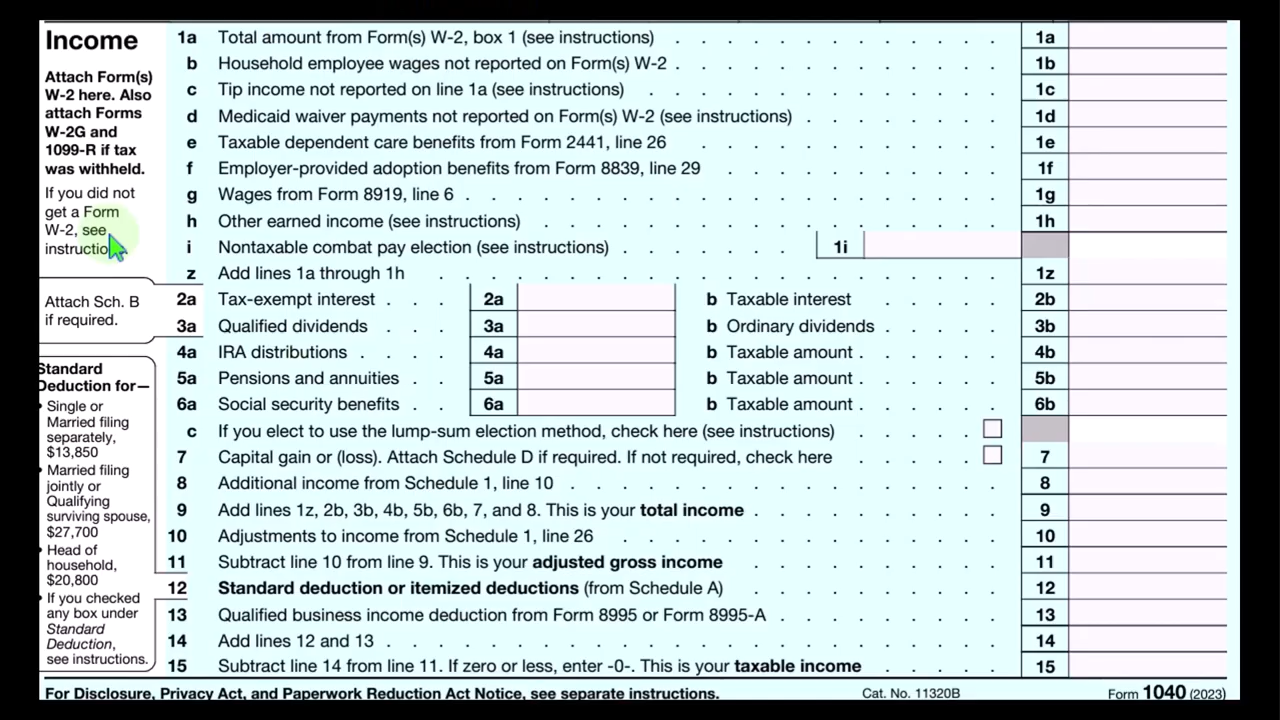 Income
Attach Form(s)
W-2 here. Also
attach Forms
W-2G and
1099-R if tax
was withheld.
If you did not
get a Form
W-2, see
1a Total amount from Form(s) W-2, box 1 (see instructions) . . . . . . . . . . . . . 1a
b Household employee wages not reported on Form(s) W-2 . . . . . . . . . . . . . 1b
c Tip income not reported on line 1a (see instructions) . . . . . . . . . . . . . . 1c
d Medicaid waiver payments not reported on Form(s) W-2 (see instructions) . . . . . . . . 1d
e Taxable dependent care benefits from Form 2441, line 26 . . . . . . . . . . . . 1e
f Employer-provided adoption benefits from Form 8839, line 29 . . . . . . . . . . . 1f
g Wages from Form 8919, line 6 . . . . . . . . . . . . . . . . . . . . . 1g
h Other earned income (see instructions) . . . . . . . . . . . . . . . . . . 1h
i Nontaxable combat pay election (see instructions) . . . . . . . 1i
z Add lines 1a through 1h . . . . . . . . . . . . . . . . . . . . . . 1z
Attach Sch. B
if required.
2a Tax-exempt interest . . . 2a b Taxable interest . . . . . 2b
3a Qualified dividends . . . 3a b Ordinary dividends . . . . . 3b
4a IRA distributions . . . . 4a b Taxable amount . . . . . . 4b
5a Pensions and annuities . . 5a b Taxable amount . . . . . . 5b
6a Social security benefits . . 6a b Taxable amount . . . . . . 6b
c If you elect to use the lump-sum election method, check here (see instructions) . . . . .
7 Capital gain or (loss). Attach Schedule D if required. If not required, check here . . . . . 7
8 Additional income from Schedule 1, line 10 . . . . . . . . . . . . . . . . . 8
9 Add lines 1z, 2b, 3b, 4b, 5b, 6b, 7, and 8. This is your total income . . . . . . . . . . 9
10 Adjustments to income from Schedule 1, line 26 . . . . . . . . . . . . . . . 10
11 Subtract line 10 from line 9. This is your adjusted gross income . . . . . . . . . . 11
12 Standard deduction or itemized deductions (from Schedule A) . . . . . . . . . . 12
13 Qualified business income deduction from Form 8995 or Form 8995-A . . . . . . . . . 13
14 Add lines 12 and 13 . . . . . . . . . . . . . . . . . . . . . . . . 14
15 Subtract line 14 from line 11. If zero or less, enter -0-. This is your taxable income . . . . . 15
Standard
Deduction for—
• Single or
Married filing
separately,
$13,850
• Married filing
jointly or
Qualifying
surviving spouse,
$27,700
• Head of
household,
$20,800
• If you checked
any box under
Standard
Deduction,
see instructions.
For Disclosure, Privacy Act, and Paperwork Reduction Act Notice, see separate instructions. Cat. No. 11320B Form 1040 (2023)